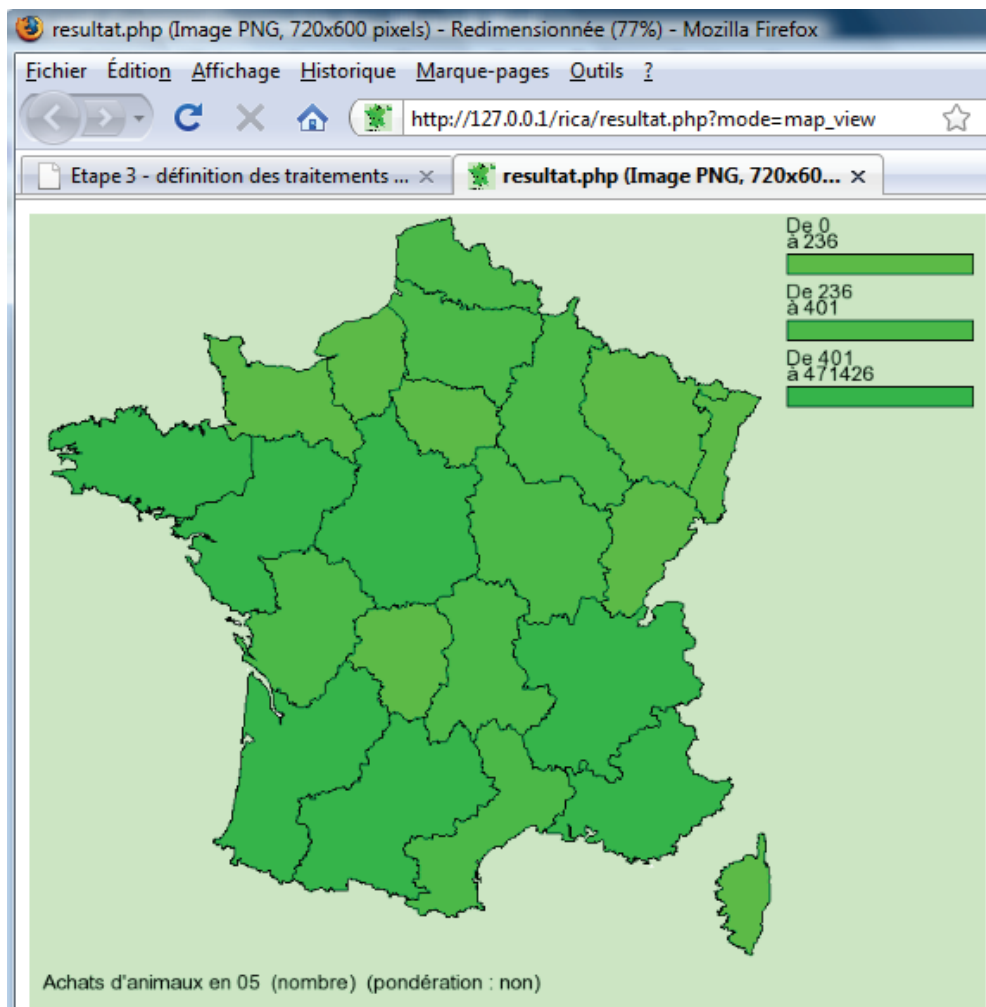 resultat.php (Image PNG, 720x600 pixels) - Redimensionnée (77%) - Mozilla Firefox
Fichier Édition Affichage Historique Marque-pages Outils ?
http://127.0.0.1/rica/resultat.php?mode=map_view
Etape 3 - définition des traitements ...
resultat.php (Image PNG, 720x60...
De 0
à 236
De 236
à 401
De 401
à 471426
Achats d'animaux en 05 (nombre) (pondération : non)